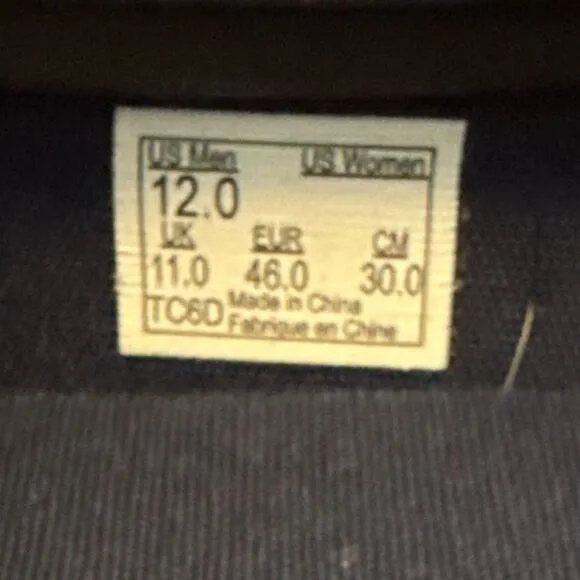 US Men US Women
12.0
UK EUR CM
11.0 46.0 30.0
TC6D Made in China
Fabrique en Chine